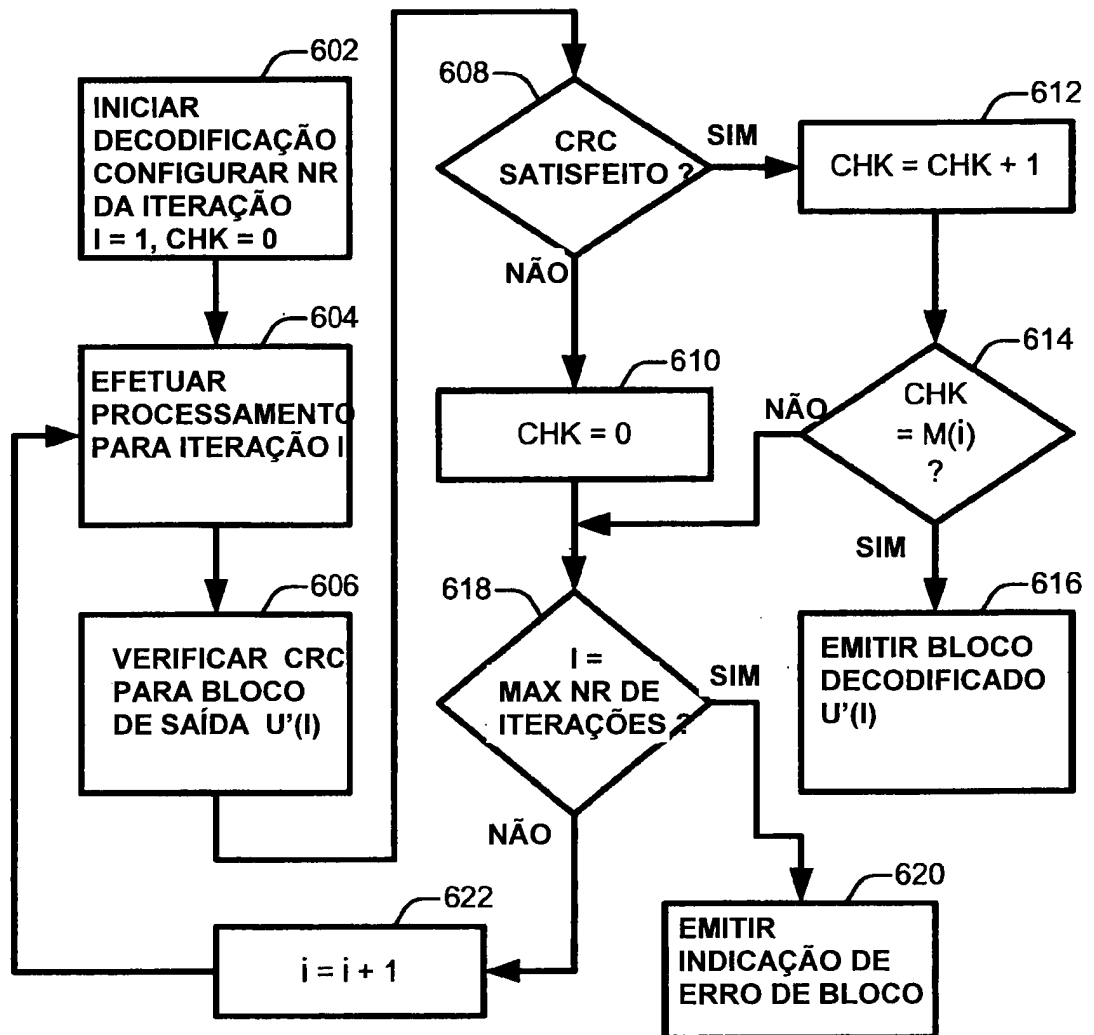 602
INICIAR
DECODIFICAÇÃO
CONFIGURAR NR
DA ITERAÇÃO
I = 1, CHK = 0
604
EFETUAR
PROCESSAMENTO
PARA ITERAÇÃO I
606
VERIFICAR CRC
PARA BLOCO
DE SAÍDA U'(I)
608
CRC
SATISFEITO ?
SIM
NÃO
612
CHK = CHK + 1
610
CHK = 0
614
CHK
= M(i)
?
NÃO
SIM
616
EMITIR BLOCO
DECODIFICADO
U'(I)
618
I =
MAX NR DE
ITERAÇÕES ?
SIM
NÃO
620
EMITIR
INDICAÇÃO DE
ERRO DE BLOCO
622
i = i + 1